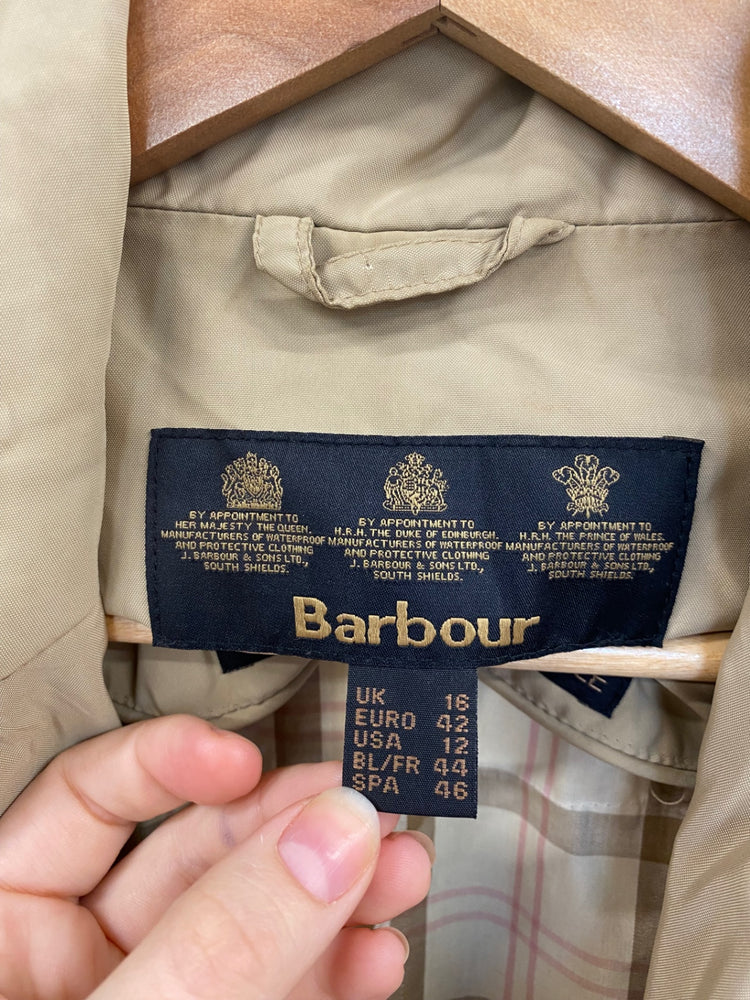 BY APPOINTMENT TO
HER MAJESTY THE QUEEN.
MANUFACTURERS OF WATERPROOF
AND PROTECTIVE CLOTHING
J. BARBOUR & SONS LTD.,
SOUTH SHIELDS.
BY APPOINTMENT TO
H.R.H. THE DUKE OF EDINBURGH.
MANUFACTURERS OF WATERPROOF
AND PROTECTIVE CLOTHING
J. BARBOUR & SONS LTD.,
SOUTH SHIELDS.
BY APPOINTMENT TO
H.R.H. THE PRINCE OF WALES.
MANUFACTURERS OF WATERPROOF
AND PROTECTIVE CLOTHING
J. BARBOUR & SONS LTD.,
SOUTH SHIELDS.
Barbour
UK 16
EURO 42
USA 12
BL/FR 44
SPA 46